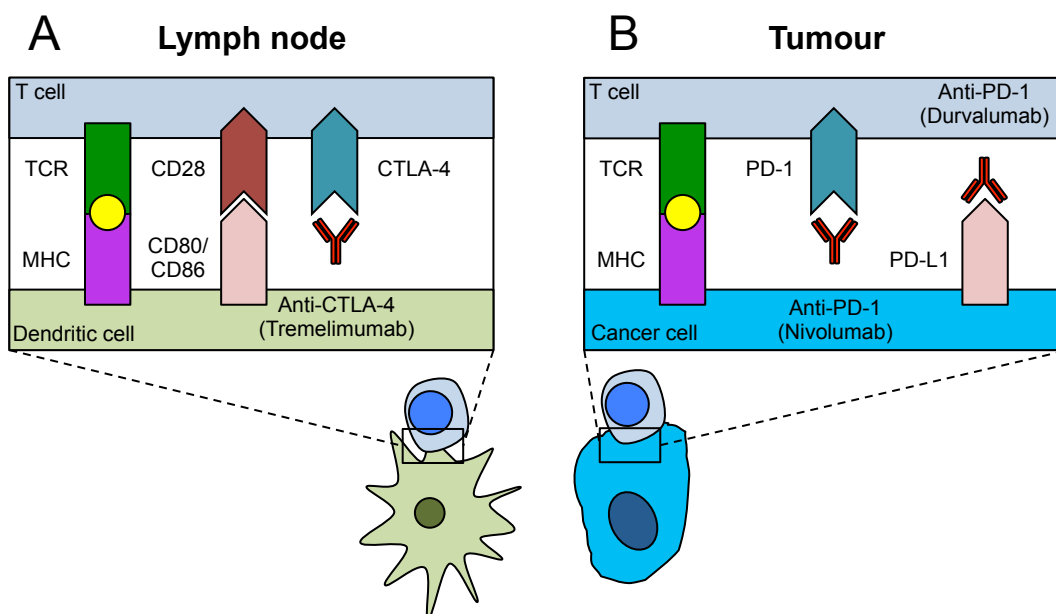 A
Lymph node
T cell
TCR
CD28
CTLA-4
MHC
CD80/
CD86
Anti-CTLA-4
(Tremelimumab)
Dendritic cell
B
Tumour
T cell
Anti-PD-1
(Durvalumab)
TCR
PD-1
MHC
PD-L1
Anti-PD-1
(Nivolumab)
Cancer cell